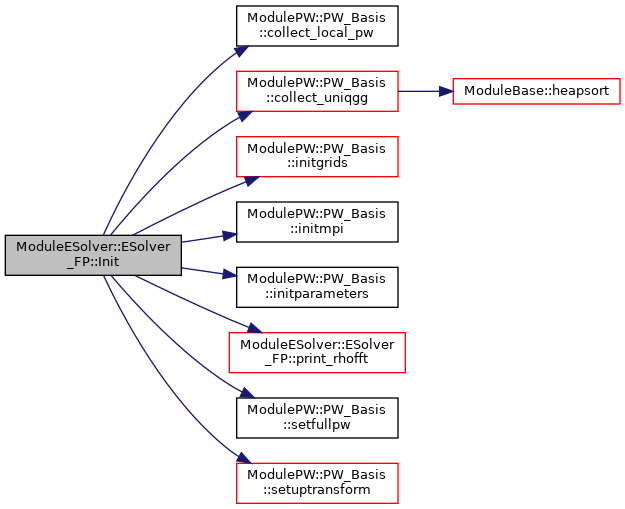 ModulePW::PW_Basis
::collect_local_pw
ModulePW::PW_Basis
::collect_uniqgg
ModuleBase::heapsort
ModulePW::PW_Basis
::initgrids
ModulePW::PW_Basis
::initmpi
ModuleESolver::ESolver
_FP::Init
ModulePW::PW_Basis
::initparameters
ModuleESolver::ESolver
_FP::print_rhofft
ModulePW::PW_Basis
::setfullpw
ModulePW::PW_Basis
::setuptransform